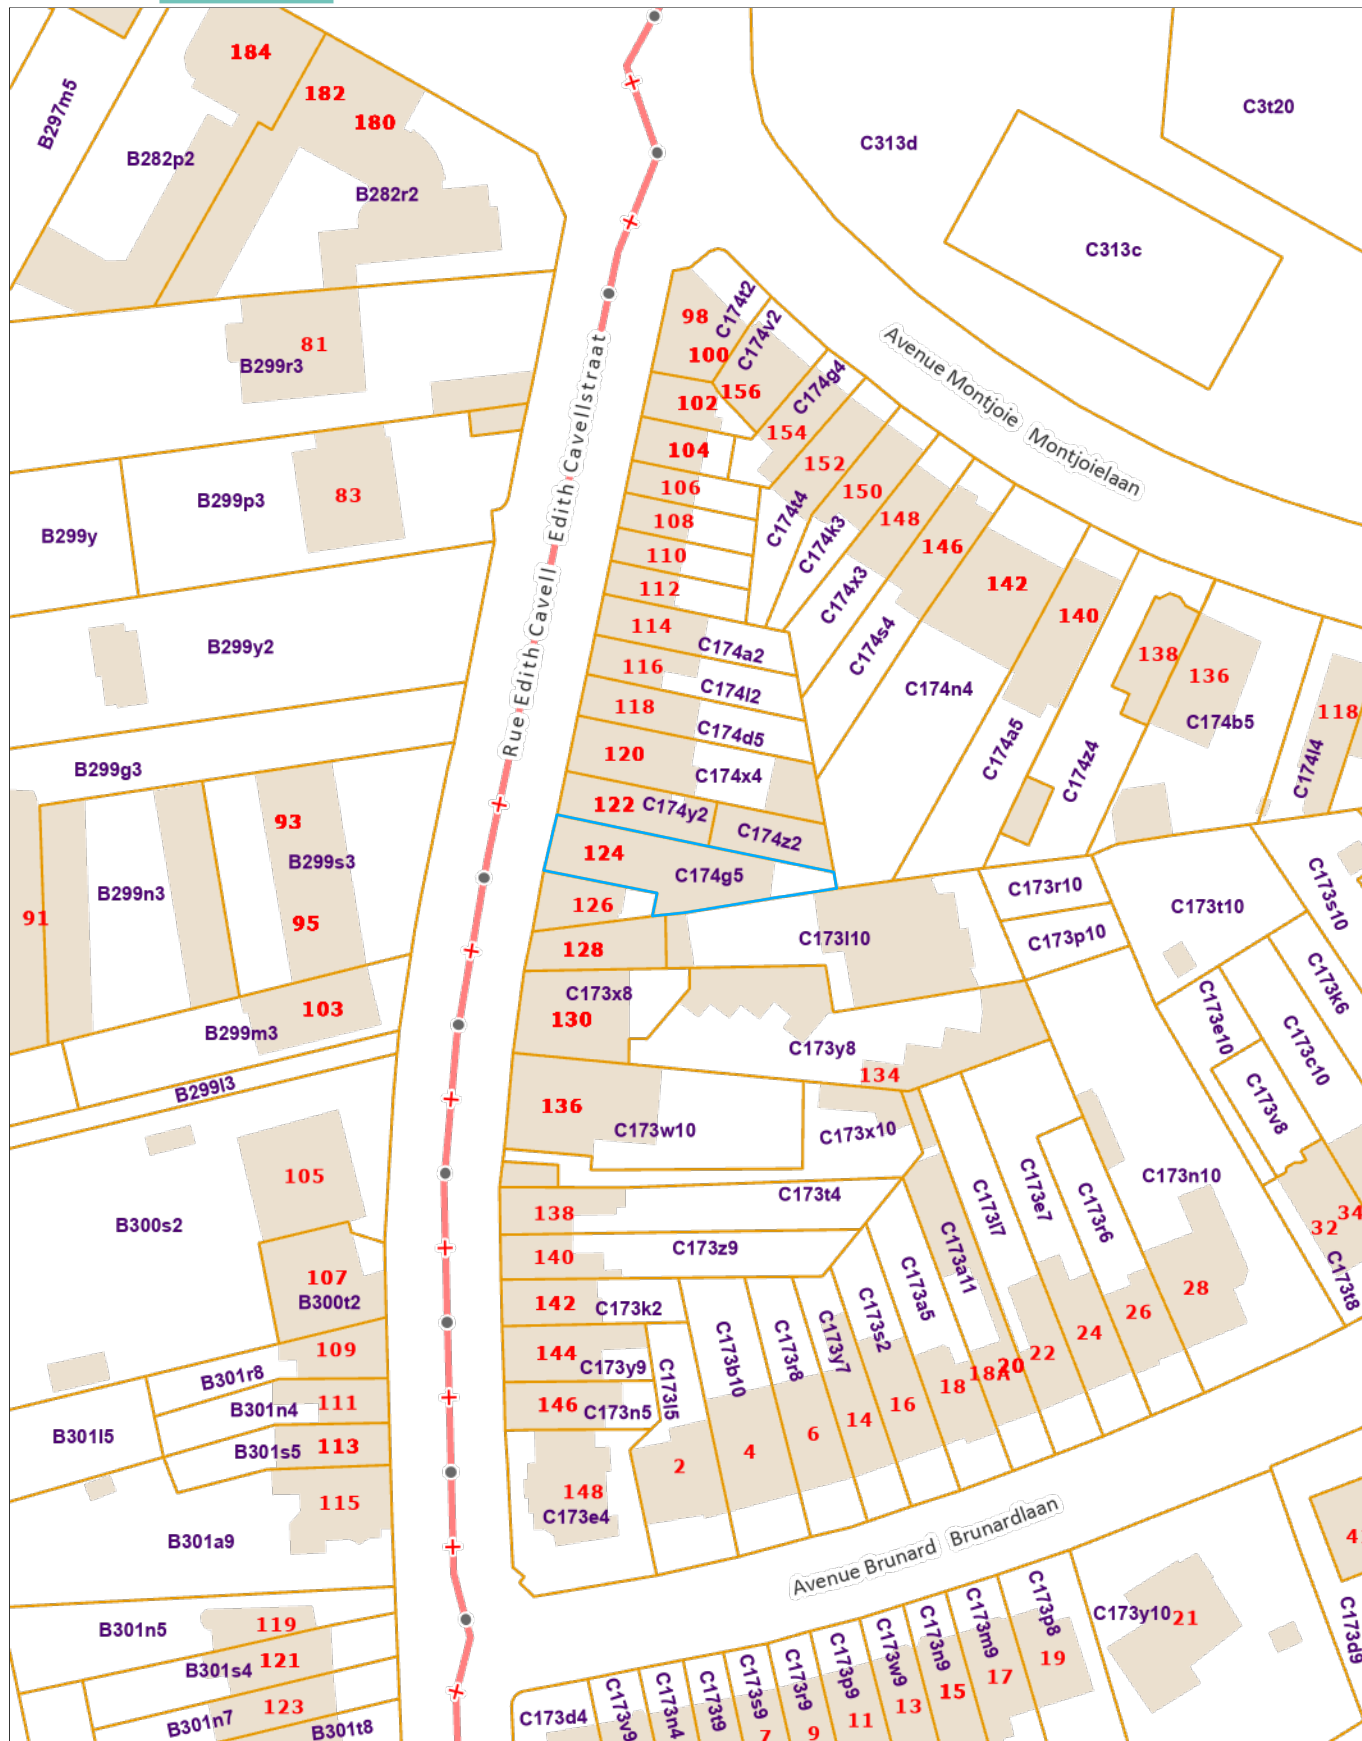 184
182
180
B297m5
B282p2
B282r2
C3t20
C313d
C313c
98
C174t2
100
C174v2
156
102
C174g4
154
104
152
106
150
108
C174t4
148
110
C174k3
146
112
C174x3
142
114
C174a2
C174s4
140
116
C174l2
138
136
118
C174d5
C174n4
C174b5
120
C174x4
C174a5
C174z4
118
C174l4
122
C174y2
C174z2
124
C174g5
126
128
Avenue Montjoie Montjoielaan
Rue Edith Cavell Edith Cavellstraat
81
B299r3
83
B299p3
B299y
B299y2
B299g3
93
B299s3
B299n3
95
91
103
B299m3
B299l3
C173l10
C173r10
C173p10
C173t10
C173s10
C173k6
C173e10
C173c10
C173v8
C173x8
130
C173y8
134
136
C173w10
C173x10
C173n10
105
B300s2
107
B300t2
109
B301r8
111
B301n4
113
B301s5
B301l5
115
B301a9
138
C173t4
140
C173z9
142
C173k2
144
C173y9
146
C173n5
C173l5
148
C173e4
C173b10
C173r8
C173y7
C173s2
C173a5
C173a11
C173l7
C173e7
C173r6
32
34
C173t8
2
4
6
14
16
18
18A
20
22
24
26
28
Avenue Brunard Brunardlaan
119
B301n5
121
B301s4
123
B301n7
B301t8
C173d4
C173v9
C173n4
C173t9
C173s9
C173r9
C173p9
C173w9
C173n9
C173m9
C173p8
7
9
11
13
15
17
19
C173y10
21
4
C173d9